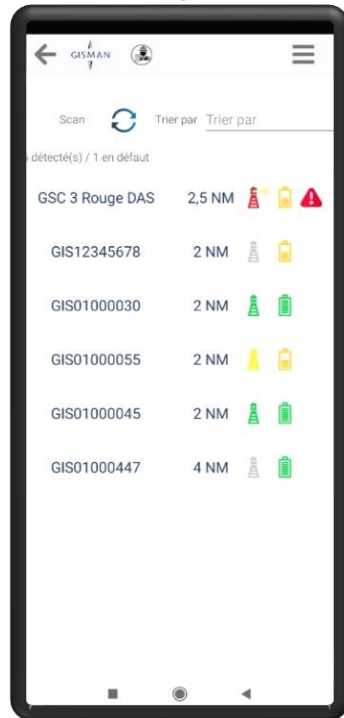 GISMAN
Scan Trier par Trier par
détecté(s) / 1 en défaut
GSC 3 Rouge DAS 2,5 NM
GIS12345678 2 NM
GIS01000030 2 NM
GIS01000055 2 NM
GIS01000045 2 NM
GIS01000447 4 NM